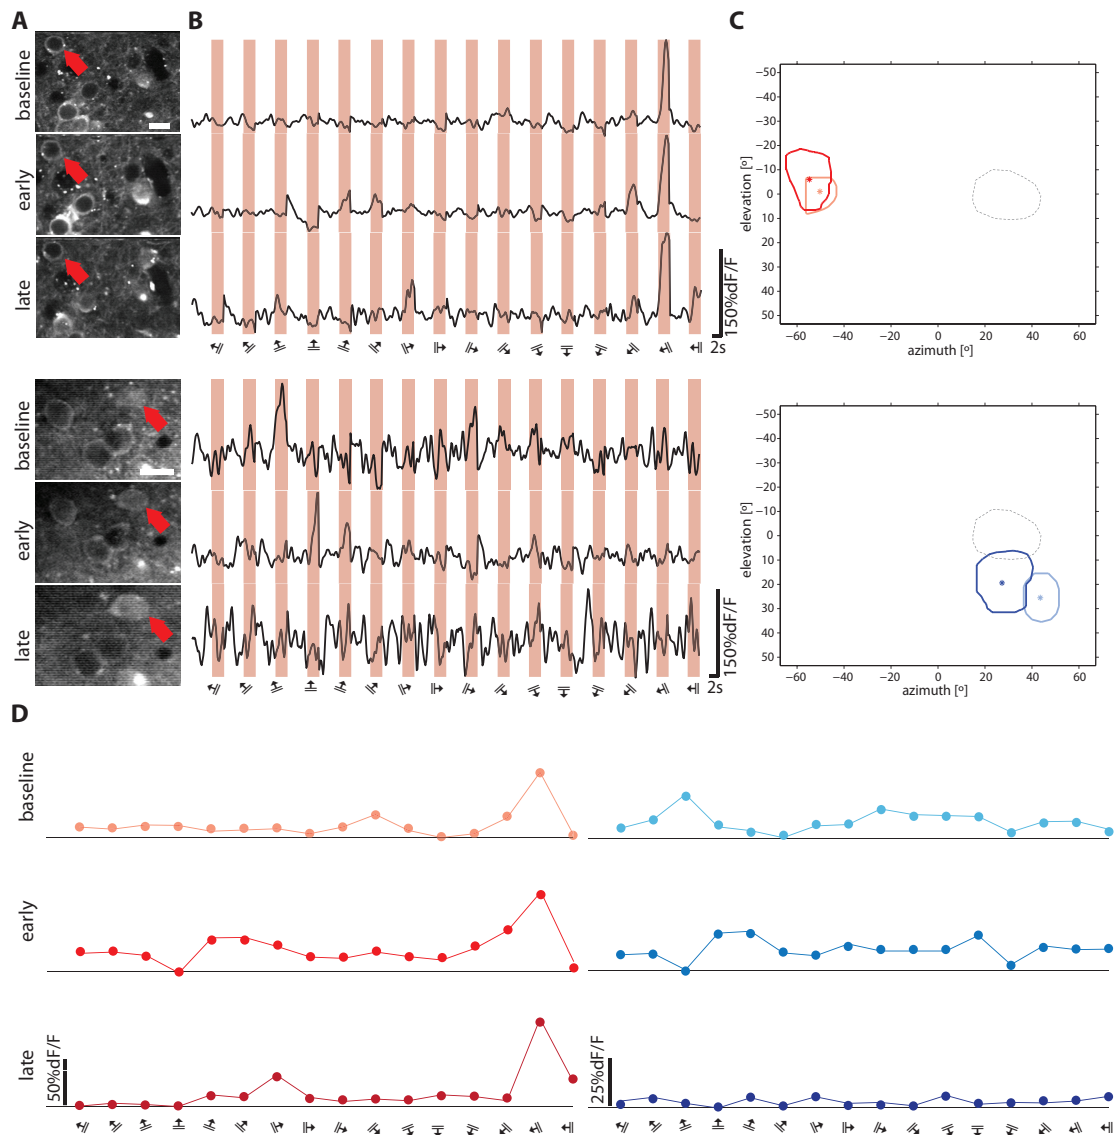 A
B
C
baseline
early
late
150%dF/F
2s
−50
−40
−30
−20
−10
0
10
20
30
40
50
elevation [º]
−60 −40 −20 0 20 40 60
azimuth [º]
baseline
early
late
150%dF/F
2s
−50
−40
−30
−20
−10
0
10
20
30
40
50
elevation [º]
−60 −40 −20 0 20 40 60
azimuth [º]
D
baseline
early
late
50%dF/F
25%dF/F